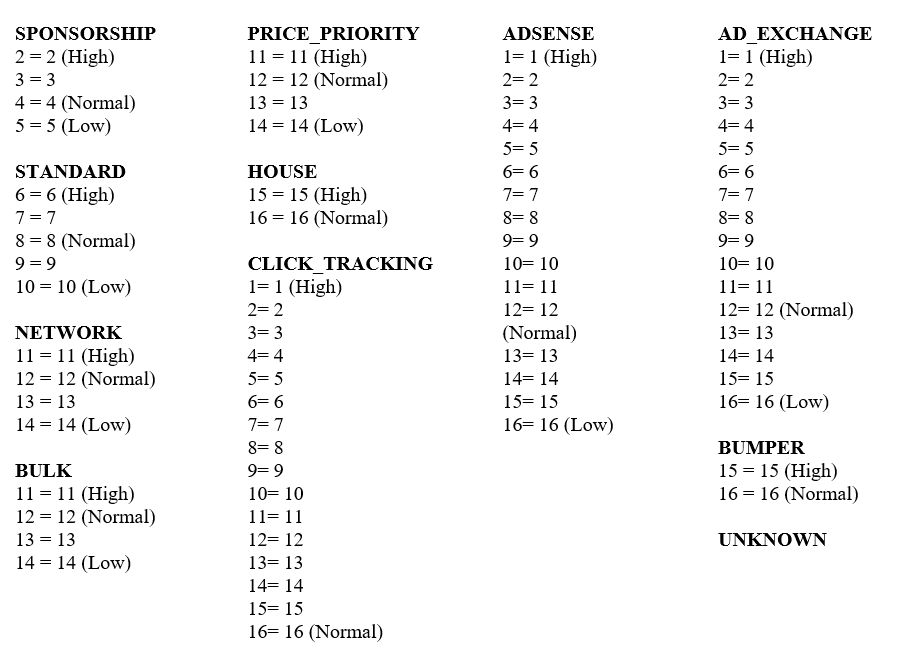 SPONSORSHIP
2 = 2 (High)
3 = 3
4 = 4 (Normal)
5 = 5 (Low)
STANDARD
6 = 6 (High)
7 = 7
8 = 8 (Normal)
9 = 9
10 = 10 (Low)
NETWORK
11 = 11 (High)
12 = 12 (Normal)
13 = 13
14 = 14 (Low)
BULK
11 = 11 (High)
12 = 12 (Normal)
13 = 13
14 = 14 (Low)
PRICE_PRIORITY
11 = 11 (High)
12 = 12 (Normal)
13 = 13
14 = 14 (Low)
HOUSE
15 = 15 (High)
16 = 16 (Normal)
CLICK_TRACKING
1= 1 (High)
2= 2
3= 3
4= 4
5= 5
6= 6
7= 7
8= 8
9= 9
10= 10
11= 11
12= 12
13= 13
14= 14
15= 15
16= 16 (Normal)
ADSENSE
1= 1 (High)
2= 2
3= 3
4= 4
5= 5
6= 6
7= 7
8= 8
9= 9
10= 10
11= 11
12= 12
(Normal)
13= 13
14= 14
15= 15
16= 16 (Low)
AD_EXCHANGE
1= 1 (High)
2= 2
3= 3
4= 4
5= 5
6= 6
7= 7
8= 8
9= 9
10= 10
11= 11
12= 12 (Normal)
13= 13
14= 14
15= 15
16= 16 (Low)
BUMPER
15 = 15 (High)
16 = 16 (Normal)
UNKNOWN